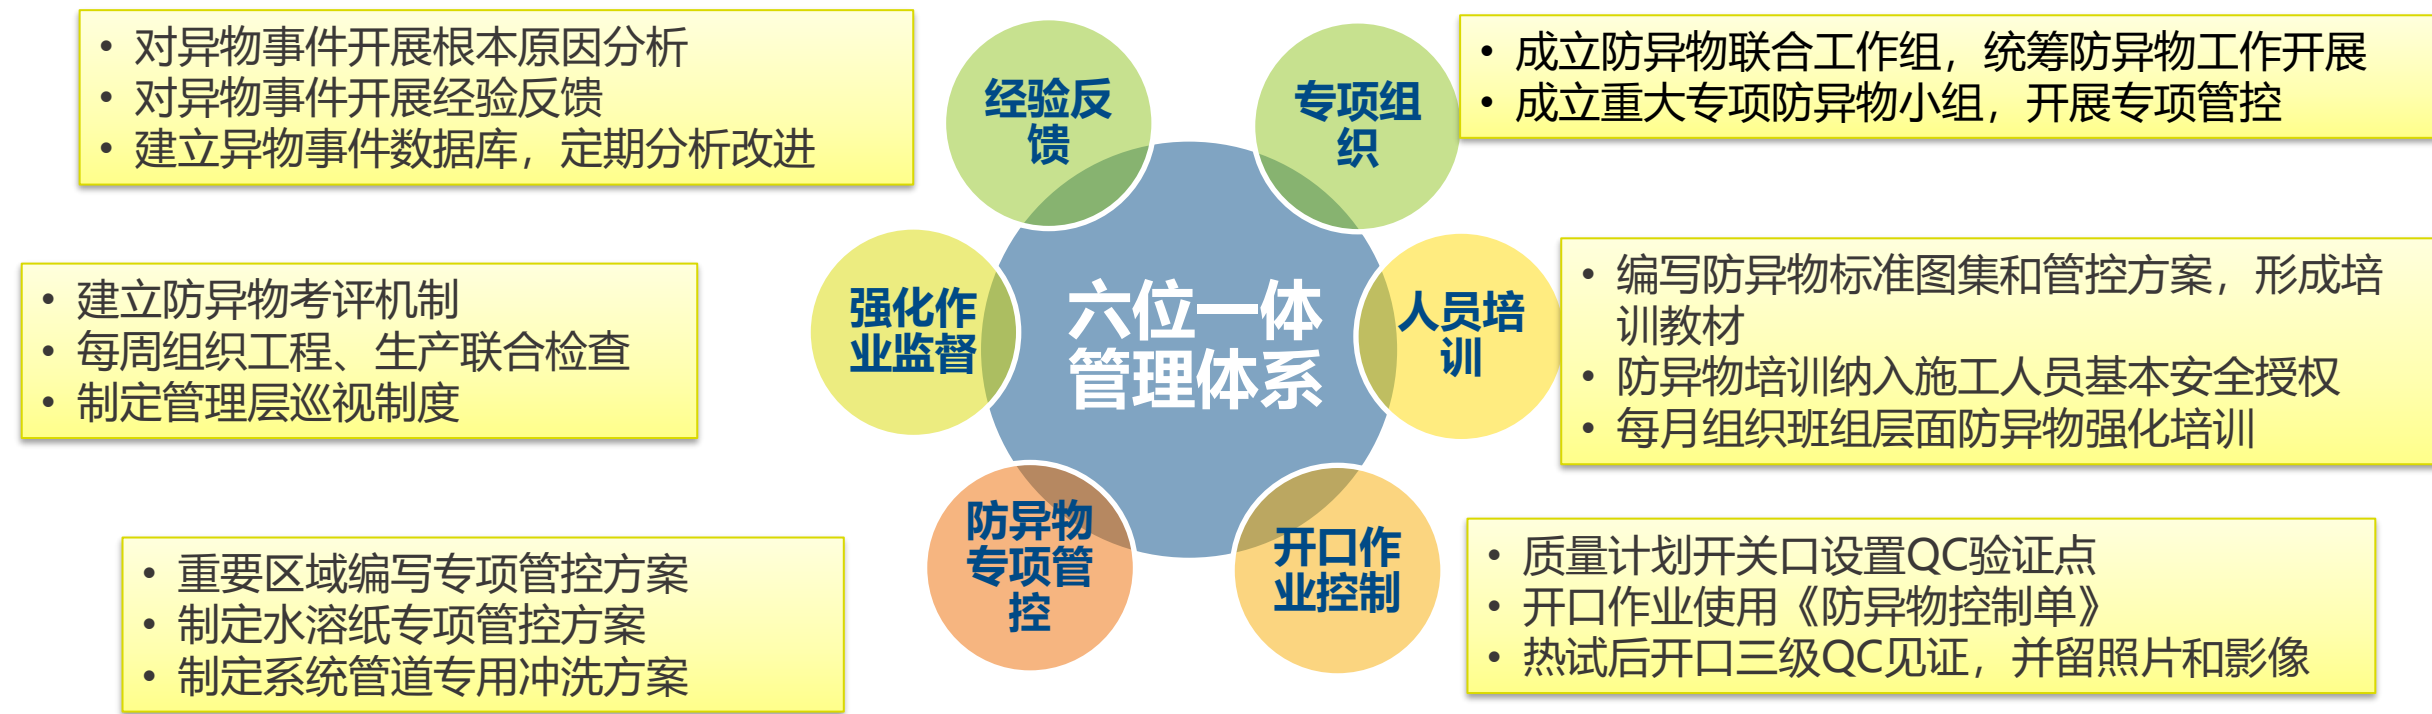 对异物事件开展根本原因分析
对异物事件开展经验反馈
建立异物事件数据库，定期分析改进
经验反
馈
专项组
织
成立防异物联合工作组，统筹防异物工作开展
成立重大专项防异物小组，开展专项管控
建立防异物考评机制
每周组织工程、生产联合检查
制定管理层巡视制度
强化作
业监督
六位一体
管理体系
人员培
训
编写防异物标准图集和管控方案，形成培
训教材
防异物培训纳入施工人员基本安全授权
每月组织班组层面防异物强化培训
重要区域编写专项管控方案
制定水溶纸专项管控方案
制定系统管道专用冲洗方案
防异物
专项管
控
开口作
业控制
质量计划开关口设置QC验证点
开口作业使用《防异物控制单》
热试后开口三级QC见证，并留照片和影像